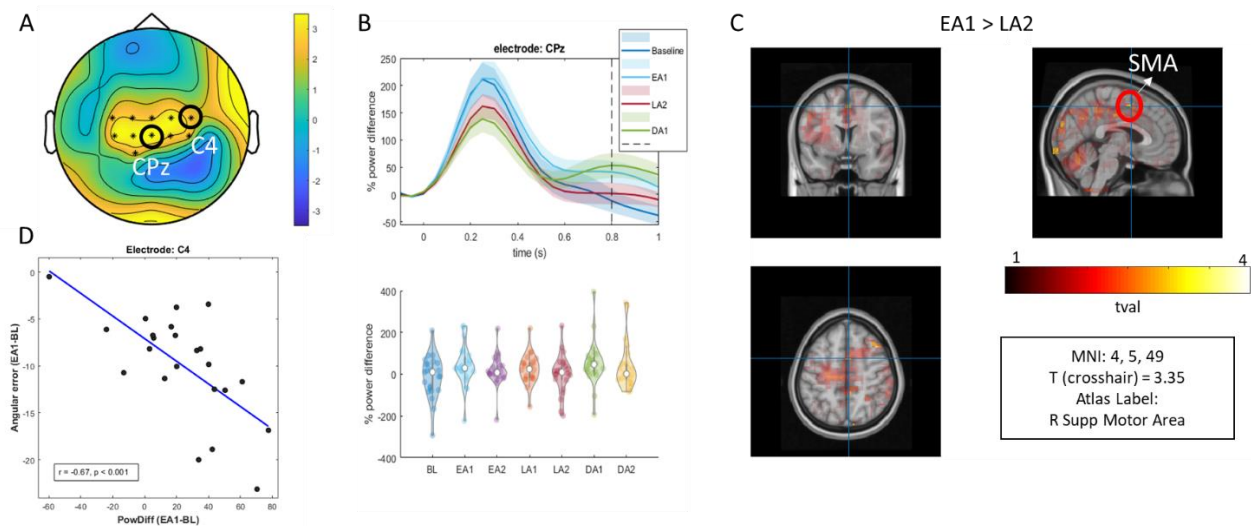 A
3
2
1
0
-1
-2
-3
CPz
C4
B
electrode: CPz
250
200
150
100
50
0
-50
% power difference
0
0.2
0.4
0.6
0.8
1
time (s)
Baseline
EA1
LA2
DA1
400
200
0
-200
-400
% power difference
BL
EA1
EA2
LA1
LA2
DA1
DA2
C
EA1 > LA2
SMA
1
4
tval
MNI: 4, 5, 49
T (crosshair) = 3.35
Atlas Label:
R Supp Motor Area
D
Electrode: C4
0
-5
-10
-15
-20
Angular error (EA1-BL)
r = -0.67, p < 0.001
-60
-40
-20
0
20
40
60
80
PowDiff (EA1-BL)